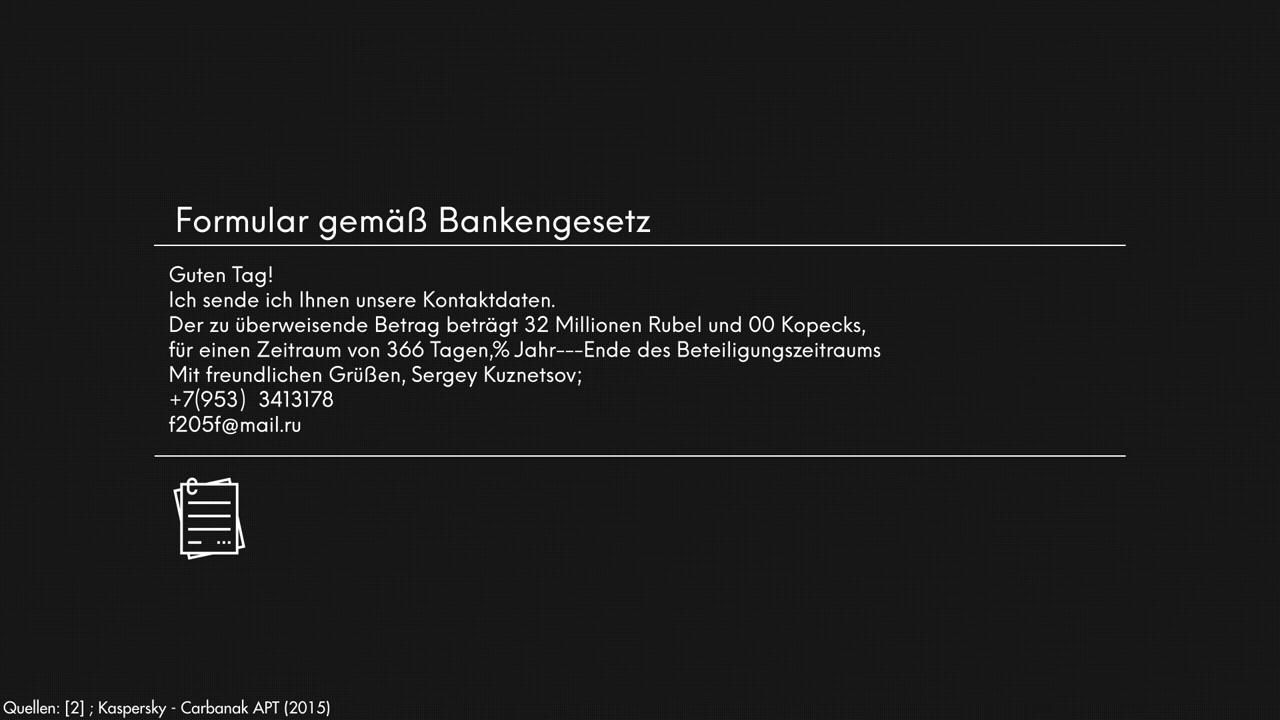 Formular gemäß Bankengesetz
Guten Tag!
Ich sende ich Ihnen unsere Kontaktdaten.
Der zu überweisende Betrag beträgt 32 Millionen Rubel und 00 Kopecks,
für einen Zeitraum von 366 Tagen,% Jahr---Ende des Beteiligungszeitraums
Mit freundlichen Grüßen, Sergey Kuznetsov;
+7(953) 3413178
f205f@mail.ru
Quellen: [2] ; Kaspersky - Carbanak APT (2015)